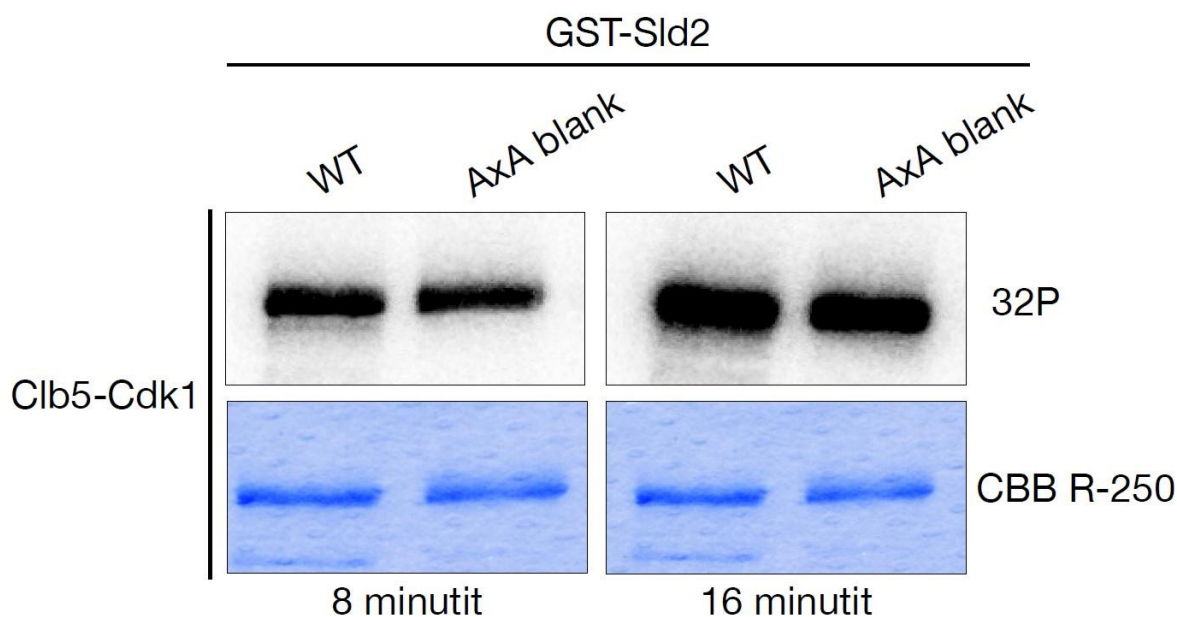 GST-Sld2
WT
AxA blank
WT
AxA blank
32P
Clb5-Cdk1
CBB R-250
8 minutit
16 minutit